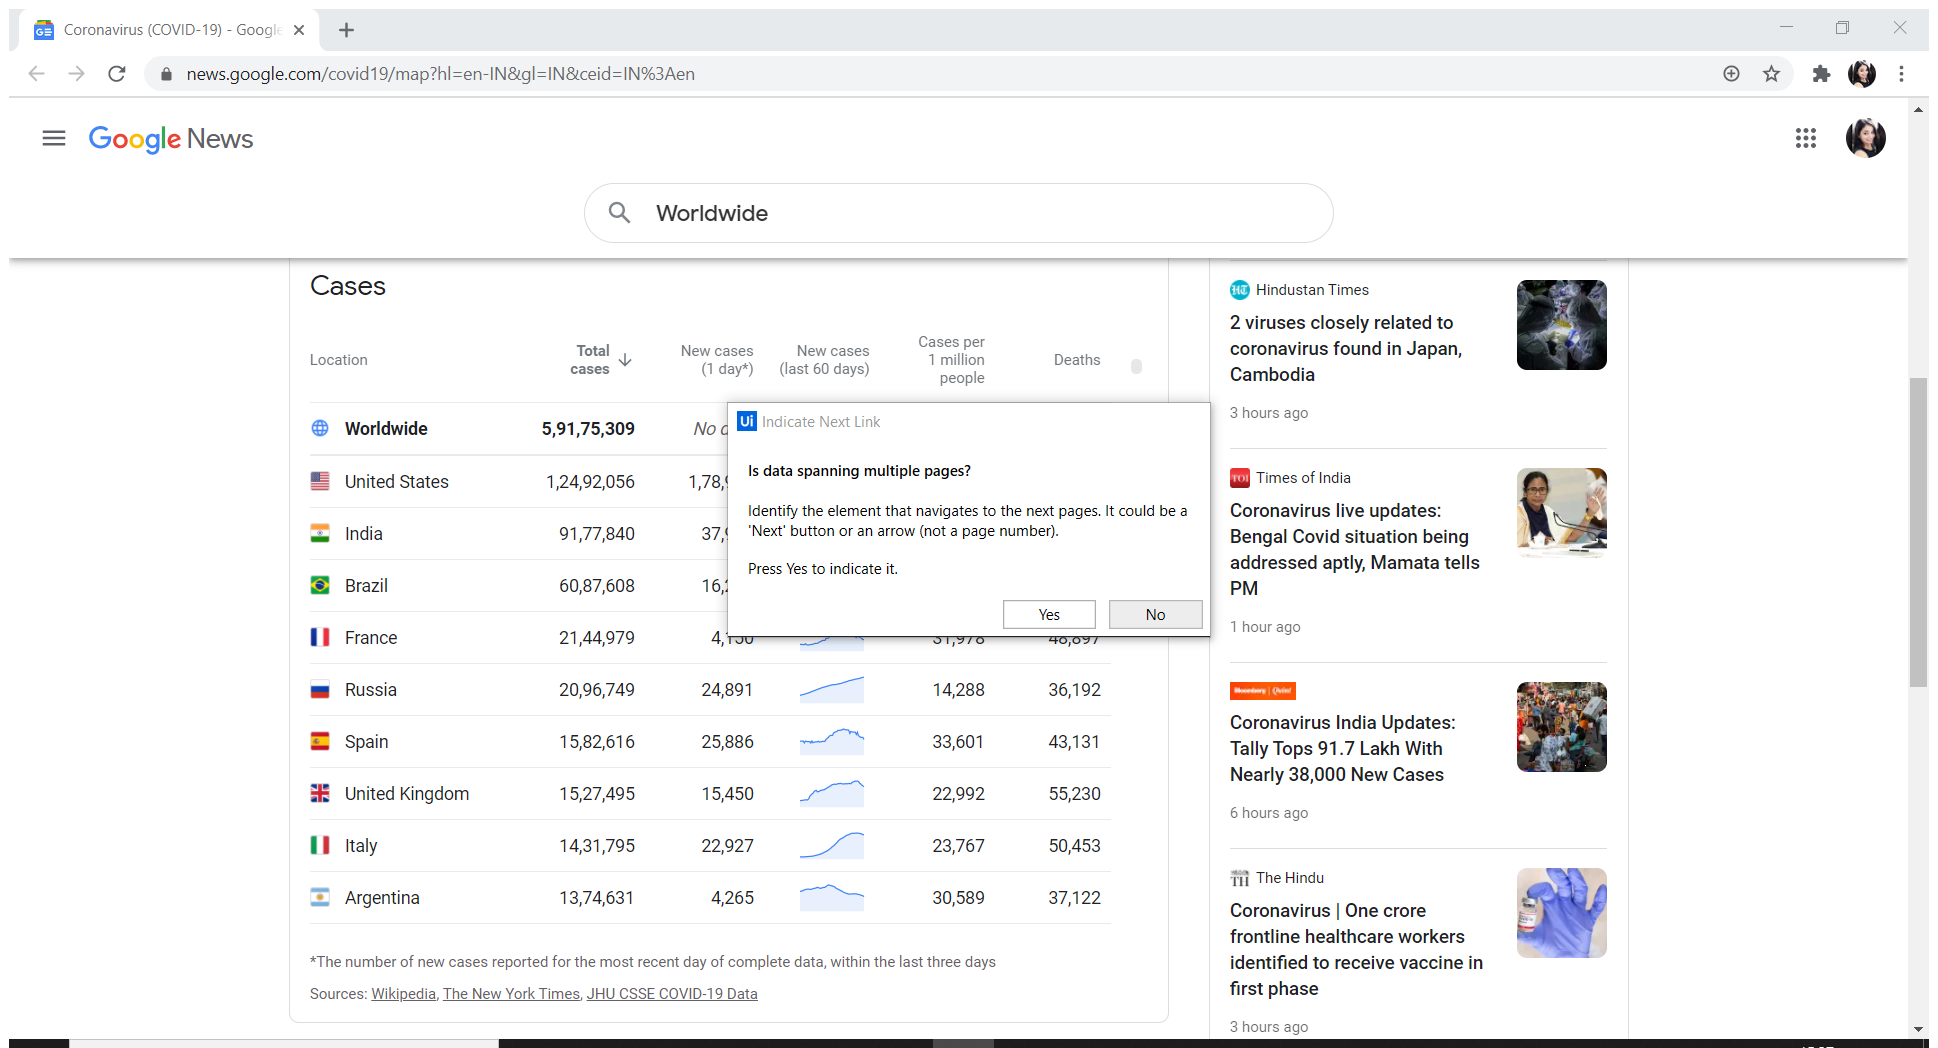 Coronavirus (COVID-19) - Google
news.google.com/covid19/map?hl=en-IN&gl=IN&ceid=IN%3Aen
Google News
Worldwide
Cases
Location Total cases New cases (1 day*) New cases (last 60 days) Cases per 1 million people Deaths
Worldwide 5,91,75,309 No
United States 1,24,92,056 1,78,
India 91,77,840 37,
Brazil 60,87,608 16,
France 21,44,979 4,150 31,978 48,897
Russia 20,96,749 24,891 14,288 36,192
Spain 15,82,616 25,886 33,601 43,131
United Kingdom 15,27,495 15,450 22,992 55,230
Italy 14,31,795 22,927 23,767 50,453
Argentina 13,74,631 4,265 30,589 37,122
*The number of new cases reported for the most recent day of complete data, within the last three days
Sources: Wikipedia, The New York Times, JHU CSSE COVID-19 Data
Ui Indicate Next Link
Is data spanning multiple pages?
Identify the element that navigates to the next pages. It could be a
'Next' button or an arrow (not a page number).
Press Yes to indicate it.
Yes No
HT Hindustan Times
2 viruses closely related to
coronavirus found in Japan,
Cambodia
3 hours ago
TOI Times of India
Coronavirus live updates:
Bengal Covid situation being
addressed aptly, Mamata tells
PM
1 hour ago
Bloomberg | Quint
Coronavirus India Updates:
Tally Tops 91.7 Lakh With
Nearly 38,000 New Cases
6 hours ago
TH The Hindu
Coronavirus | One crore
frontline healthcare workers
identified to receive vaccine in
first phase
3 hours ago